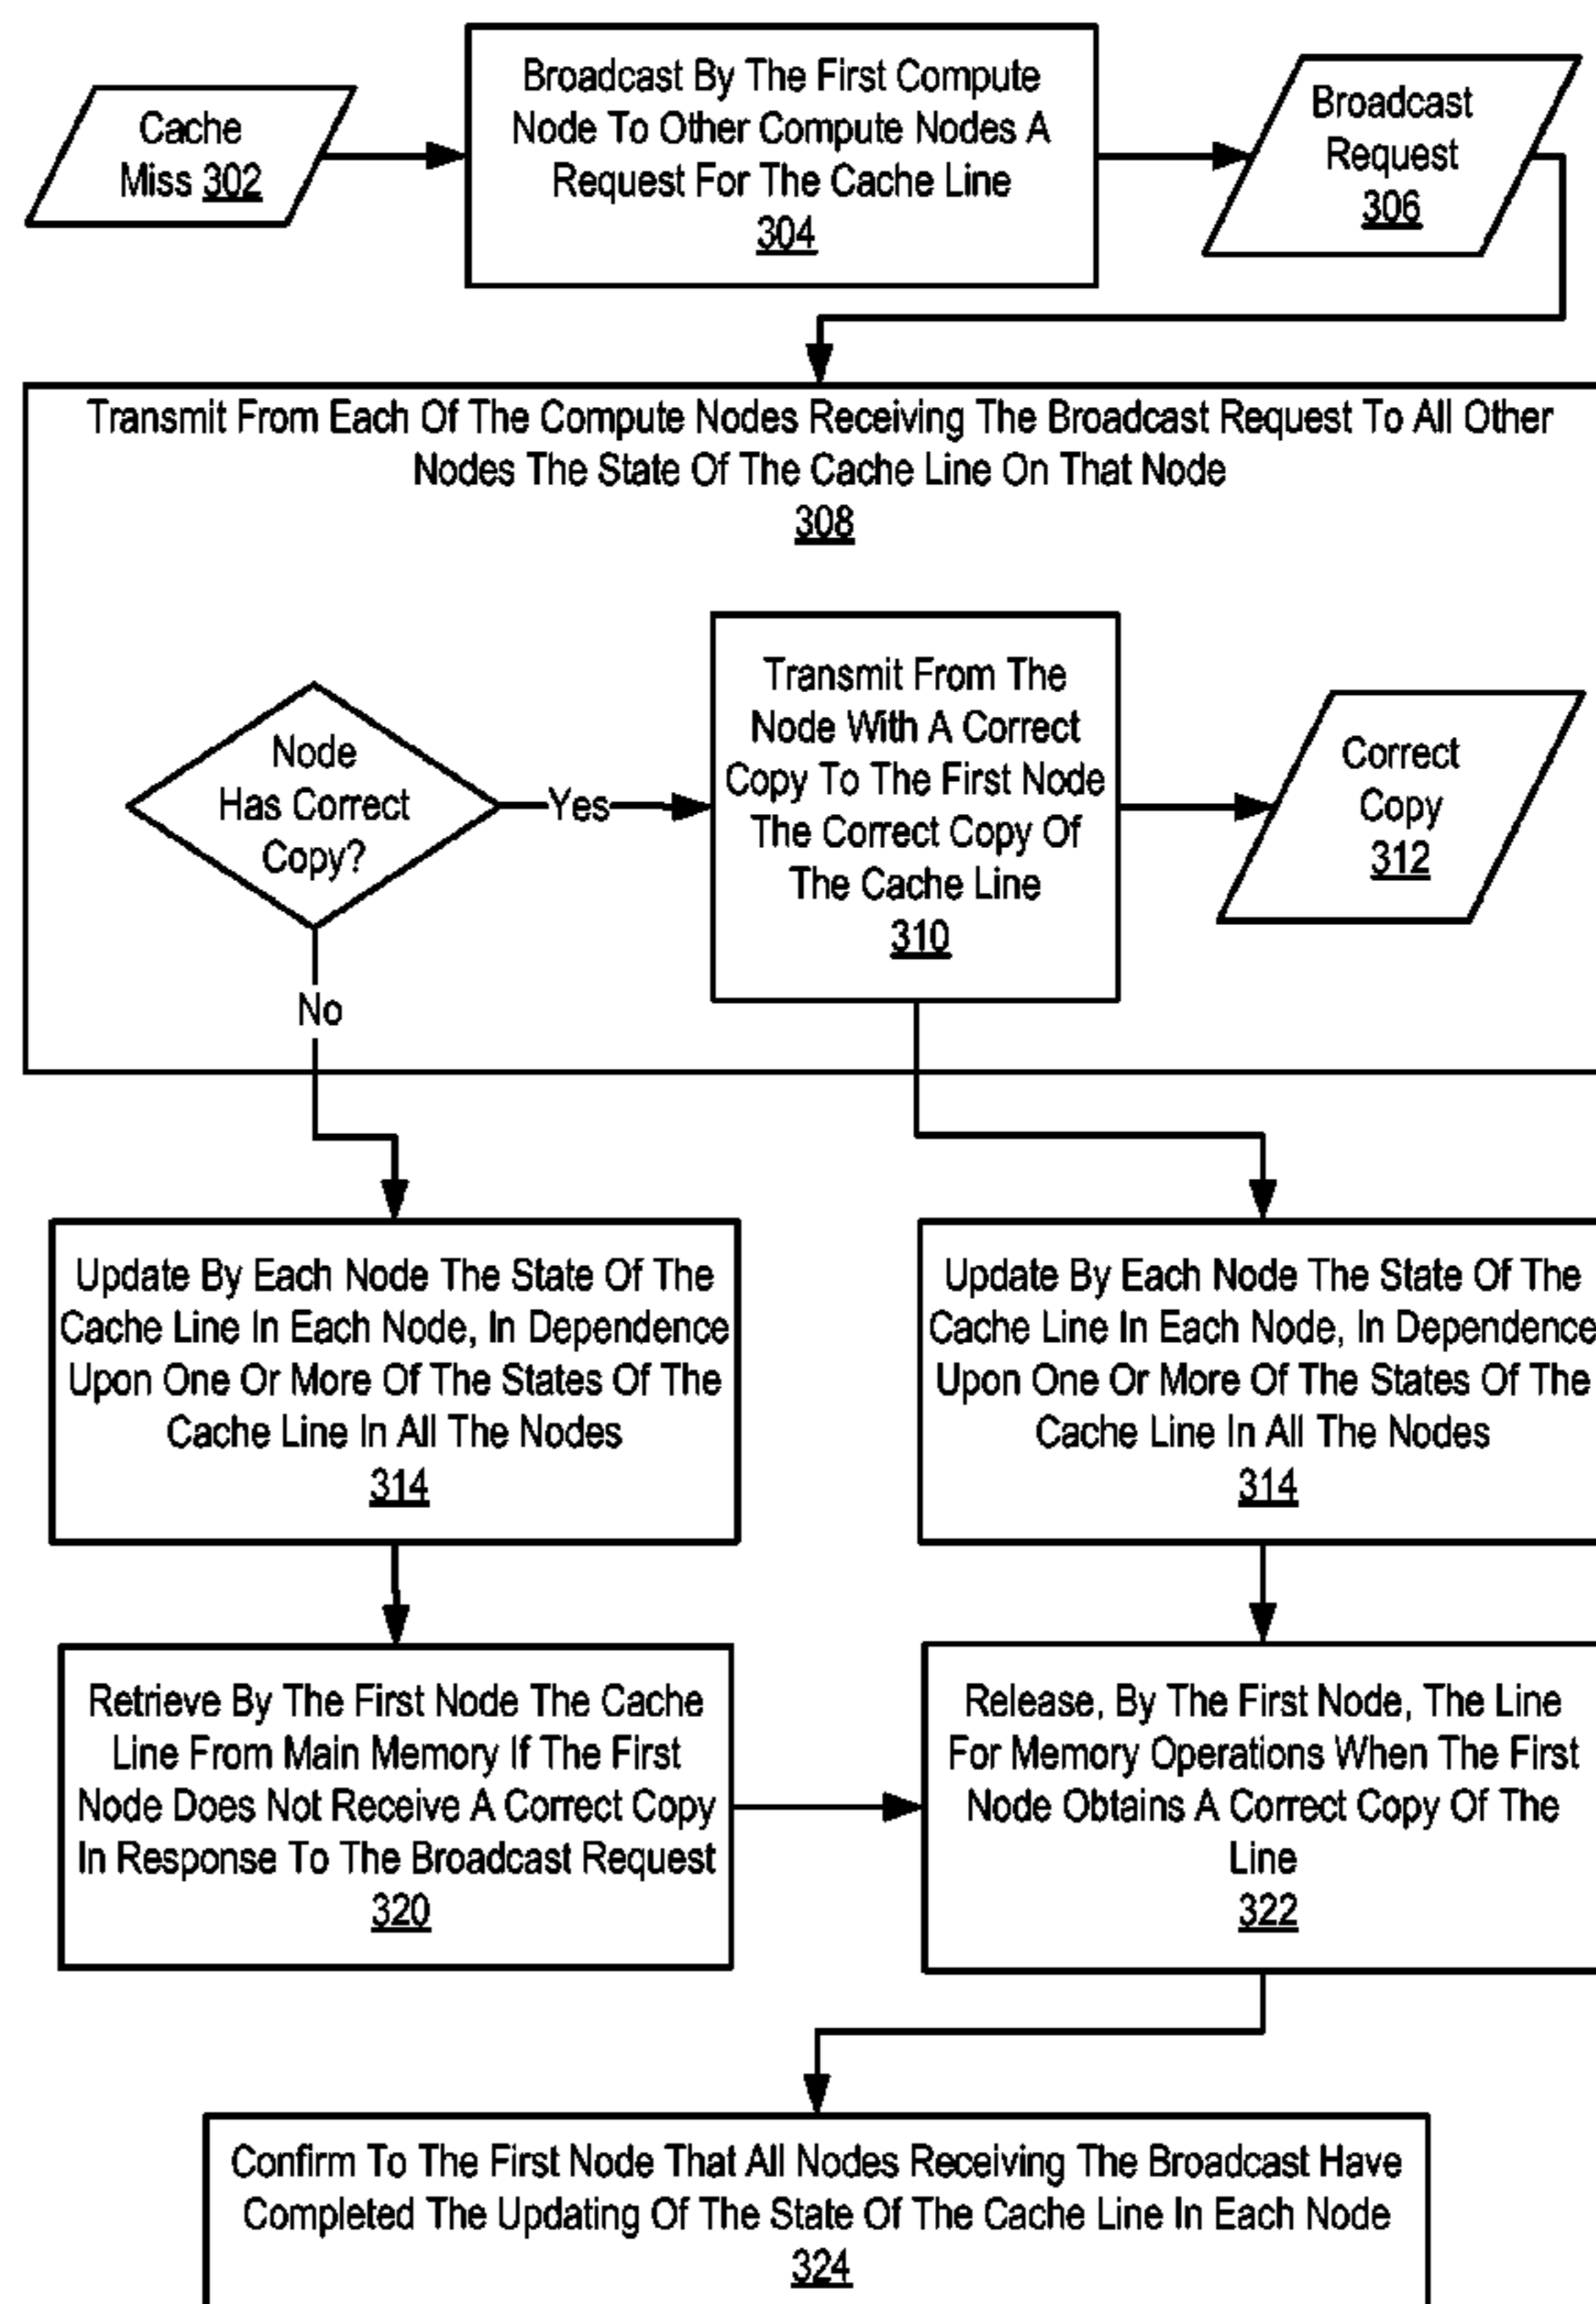 Cache
Miss 302
Broadcast By The First Compute
Node To Other Compute Nodes A
Request For The Cache Line
304
Broadcast
Request
306
Transmit From Each Of The Compute Nodes Receiving The Broadcast Request To All Other
Nodes The State Of The Cache Line On That Node
308
Node
Has Correct
Copy?
Yes
No
Transmit From The
Node With A Correct
Copy To The First Node
The Correct Copy Of
The Cache Line
310
Correct
Copy
312
Update By Each Node The State Of The
Cache Line In Each Node, In Dependence
Upon One Or More Of The States Of The
Cache Line In All The Nodes
314
Update By Each Node The State Of The
Cache Line In Each Node, In Dependence
Upon One Or More Of The States Of The
Cache Line In All The Nodes
314
Retrieve By The First Node The Cache
Line From Main Memory If The First
Node Does Not Receive A Correct Copy
In Response To The Broadcast Request
320
Release, By The First Node, The Line
For Memory Operations When The First
Node Obtains A Correct Copy Of The
Line
322
Confirm To The First Node That All Nodes Receiving The Broadcast Have
Completed The Updating Of The State Of The Cache Line In Each Node
324